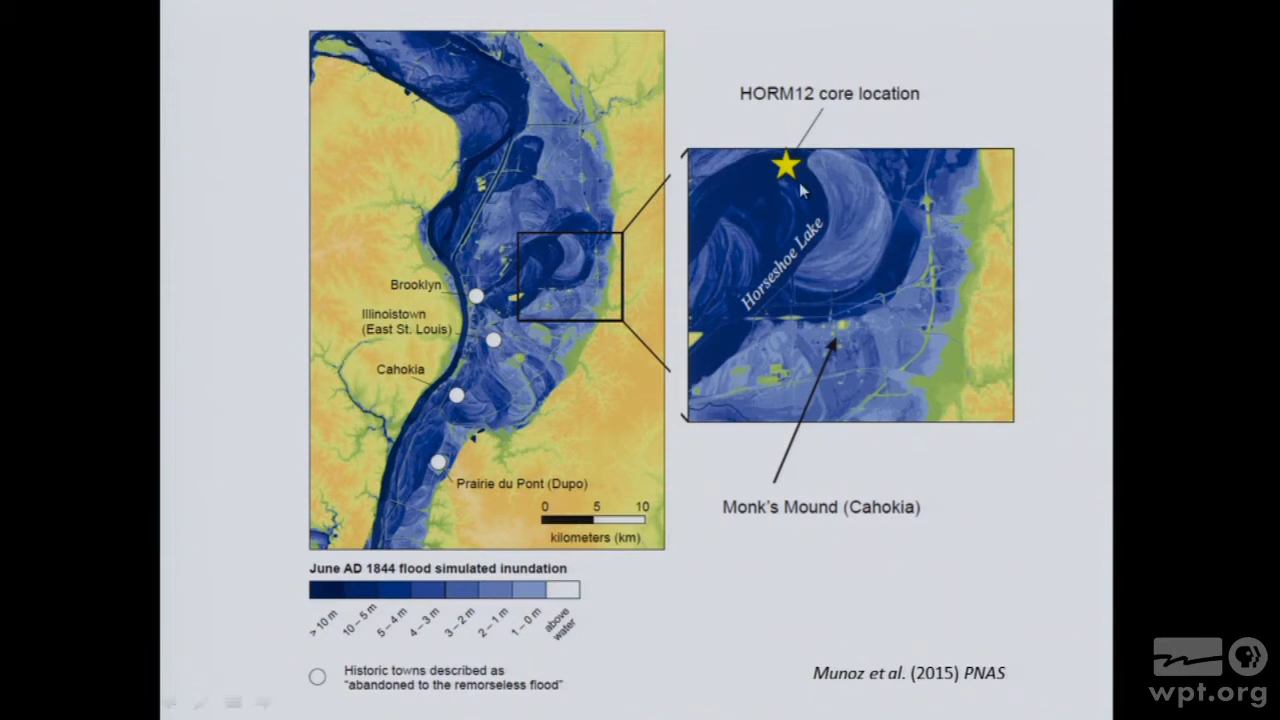 HORM12 core location
Horseshoe Lake
Brooklyn
Illinoistown
(East St. Louis)
Cahokia
Prairie du Pont (Dupo)
0 5 10
kilometers (km)
Monk's Mound (Cahokia)
June AD 1844 flood simulated inundation
> 10 m
10 – 5 m
5 – 4 m
4 – 3 m
3 – 2 m
2 – 1 m
1 – 0 m
above
water
Historic towns described as
"abandoned to the remorseless flood"
Munoz et al. (2015) PNAS
wpt.org